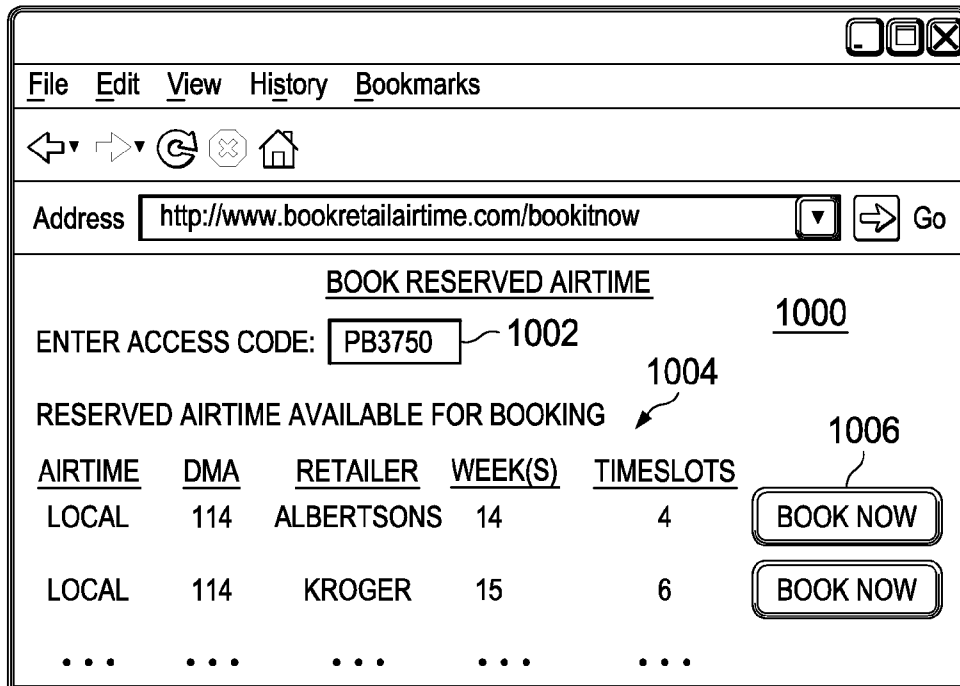 File Edit View History Bookmarks
Address http://www.bookretailairtime.com/bookitnow Go
BOOK RESERVED AIRTIME
1000
ENTER ACCESS CODE: PB3750 1002
1004
RESERVED AIRTIME AVAILABLE FOR BOOKING
1006
AIRTIME DMA RETAILER WEEK(S) TIMESLOTS
LOCAL 114 ALBERTSONS 14 4 BOOK NOW
LOCAL 114 KROGER 15 6 BOOK NOW
... ... ... ... ...